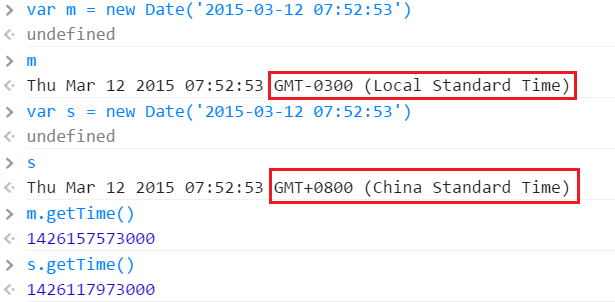 > var m = new Date('2015-03-12 07:52:53')
< undefined
> m
< Thu Mar 12 2015 07:52:53 GMT-0300 (Local Standard Time)
> var s = new Date('2015-03-12 07:52:53')
< undefined
> s
< Thu Mar 12 2015 07:52:53 GMT+0800 (China Standard Time)
> m.getTime()
< 1426157573000
> s.getTime()
< 1426117973000